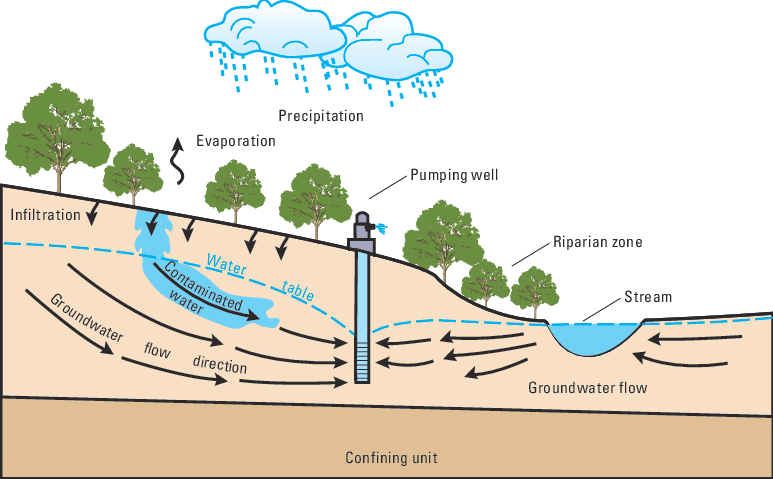 Precipitation
Evaporation
Pumping well
Infiltration
Riparian zone
Water
table
Contaminated
water
Stream
Groundwater flow direction
Groundwater flow
Confining unit